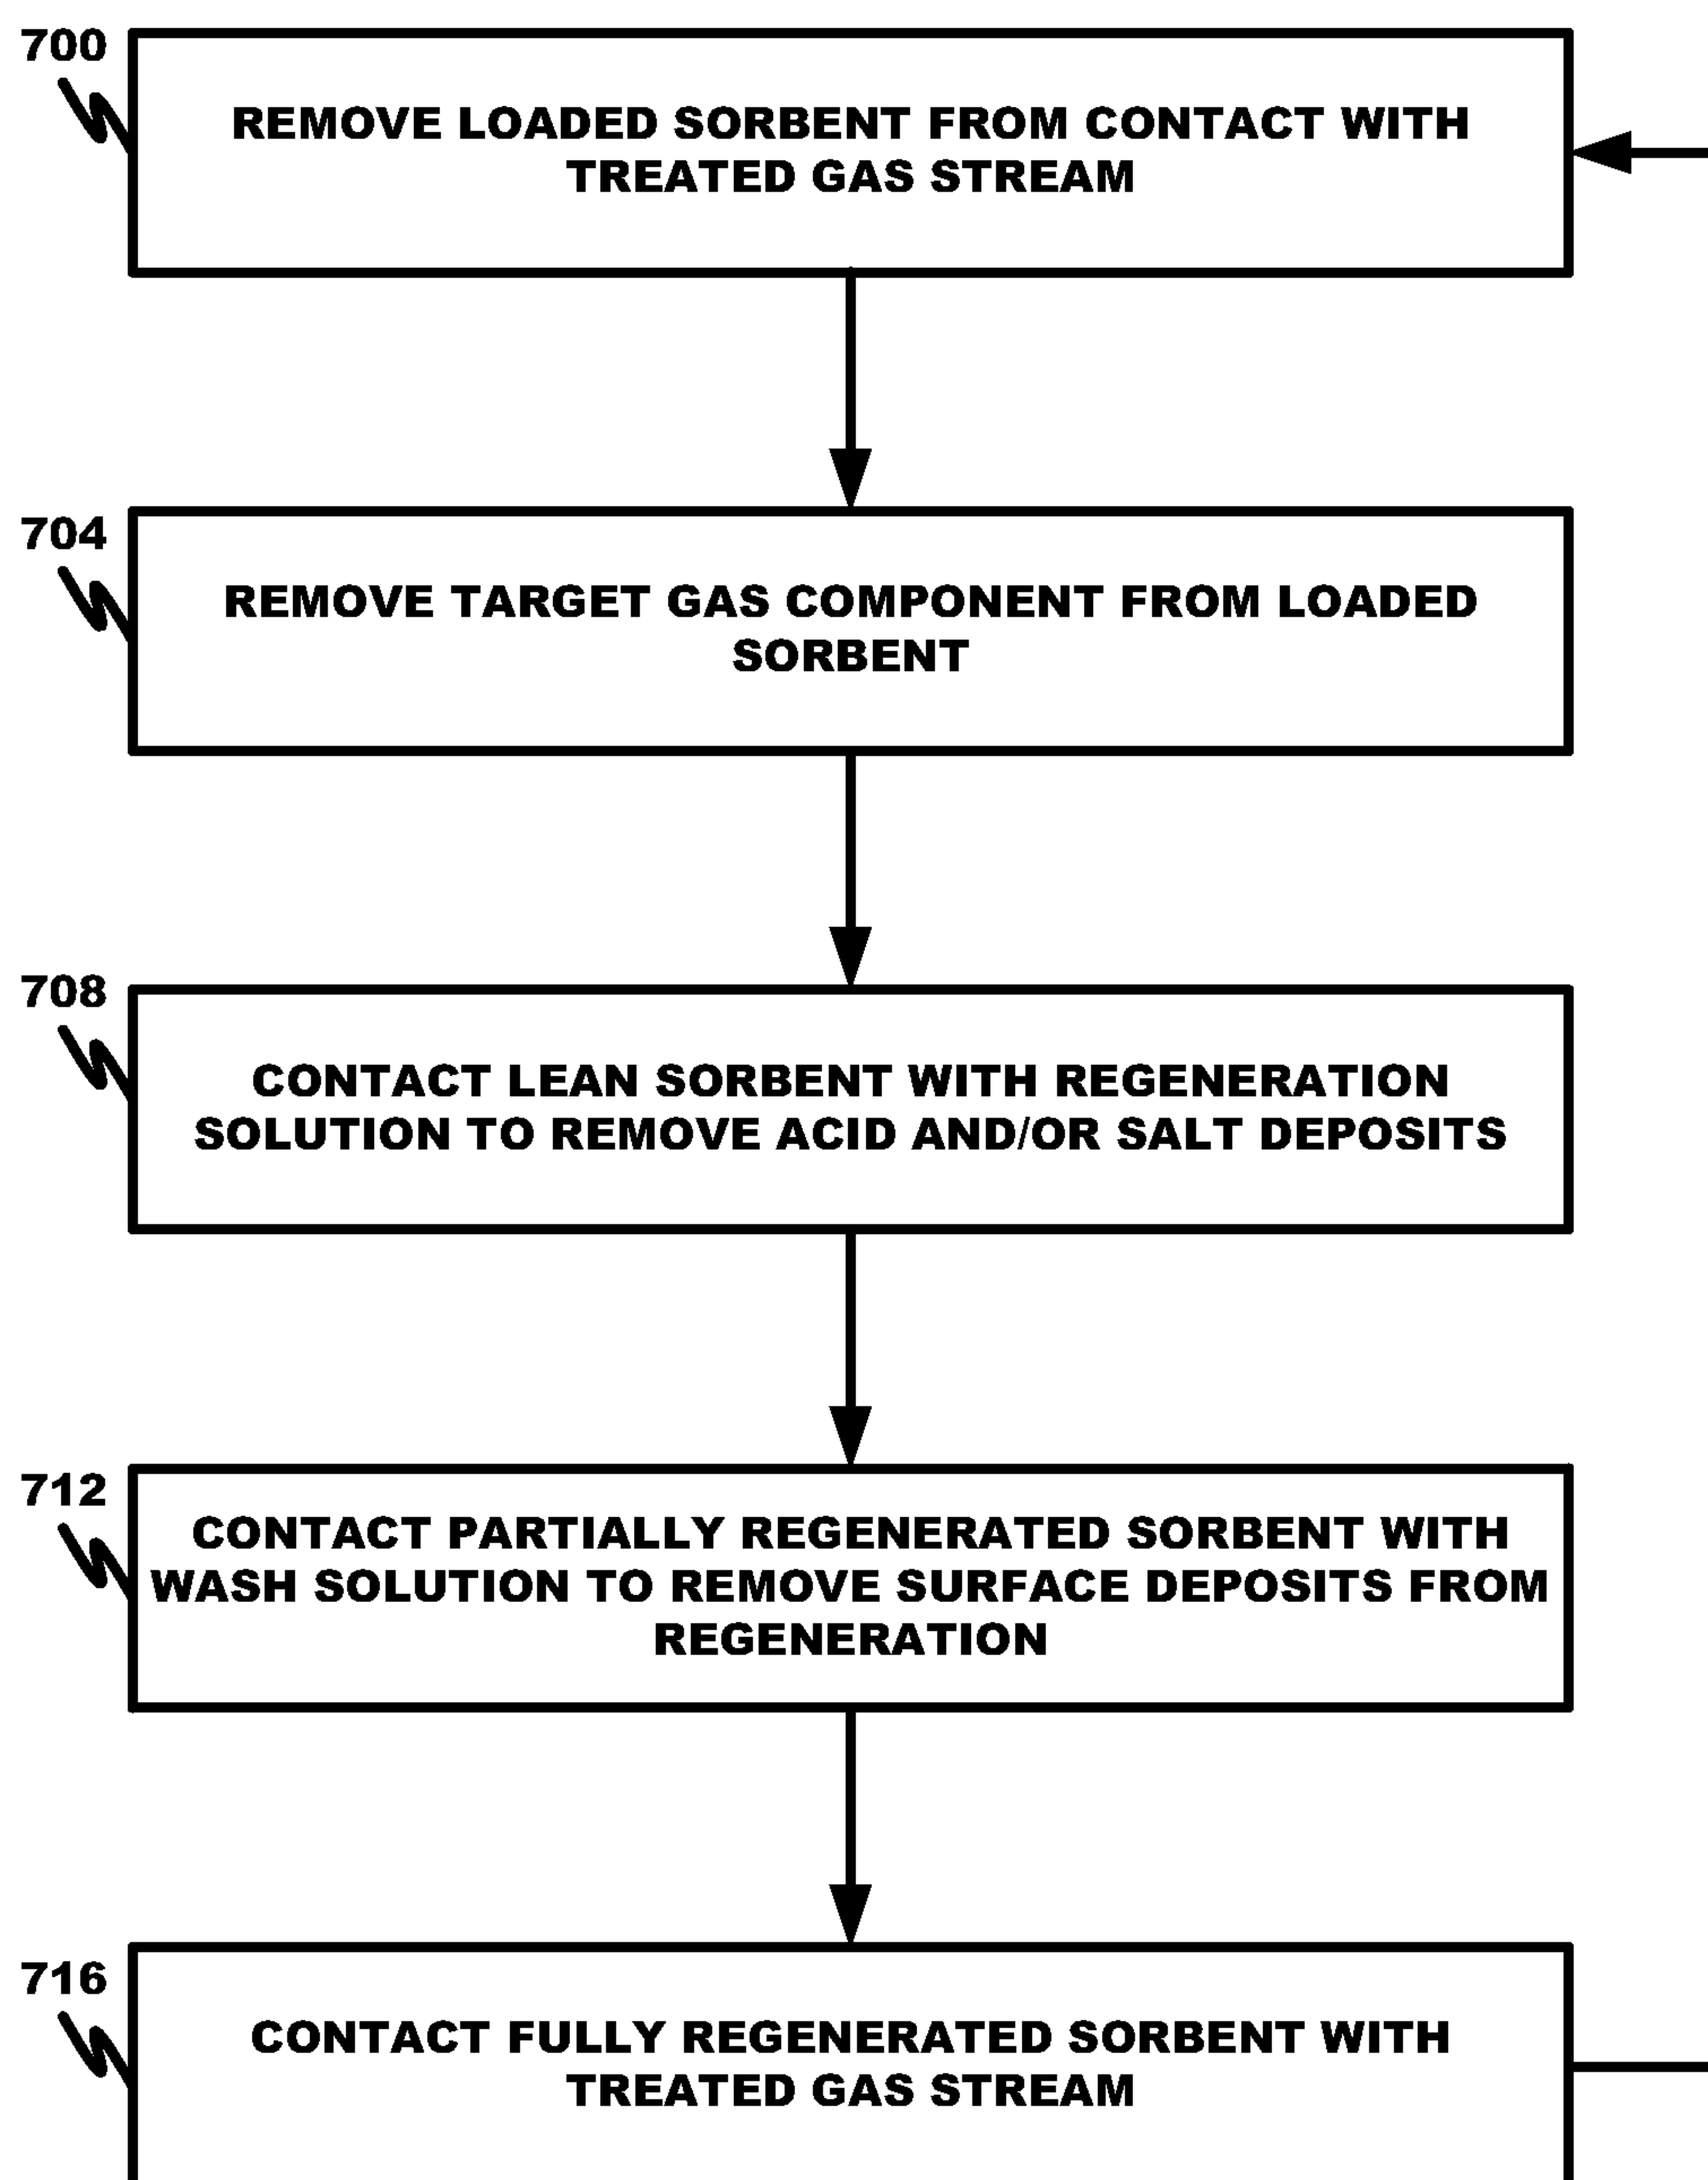 700
REMOVE LOADED SORBENT FROM CONTACT WITH
TREATED GAS STREAM
704
REMOVE TARGET GAS COMPONENT FROM LOADED
SORBENT
708
CONTACT LEAN SORBENT WITH REGENERATION
SOLUTION TO REMOVE ACID AND/OR SALT DEPOSITS
712
CONTACT PARTIALLY REGENERATED SORBENT WITH
WASH SOLUTION TO REMOVE SURFACE DEPOSITS FROM
REGENERATION
716
CONTACT FULLY REGENERATED SORBENT WITH
TREATED GAS STREAM